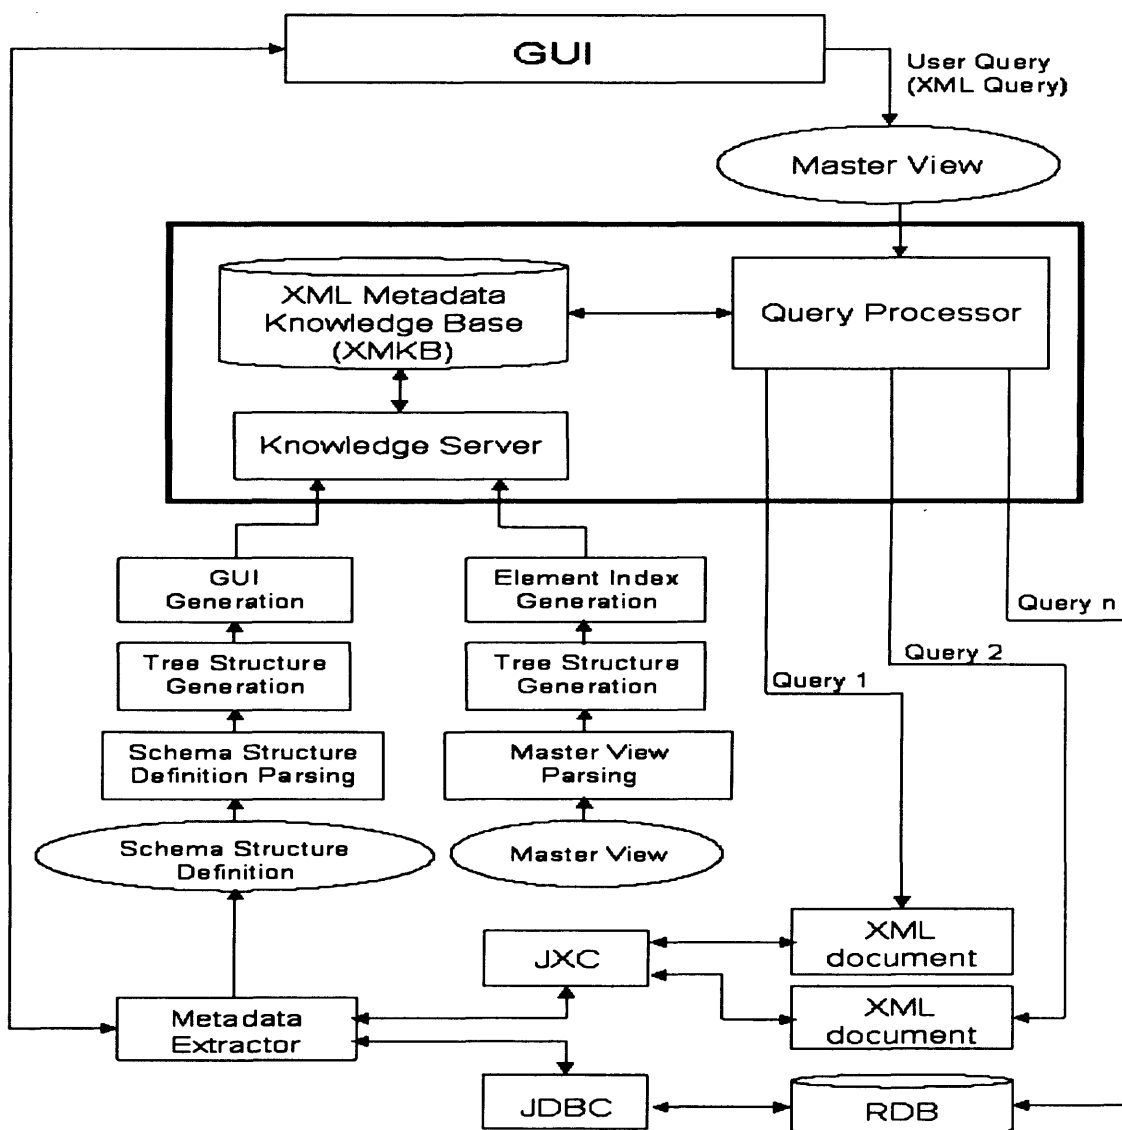 GUI
User Query
(XML Query)
Master View
XML Metadata
Knowledge Base
(XMKB)
Query Processor
Knowledge Server
GUI
Generation
Element Index
Generation
Query n
Tree Structure
Generation
Tree Structure
Generation
Query 2
Query 1
Schema Structure
Definition Parsing
Master View
Parsing
Schema Structure
Definition
Master View
JXC
XML
document
Metadata
Extractor
XML
document
JDBC
RDB